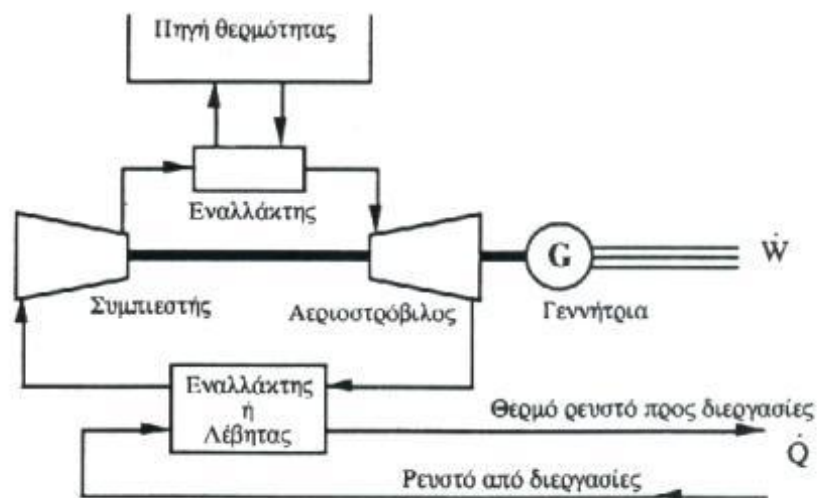 Πηγή θερμότητας
Εναλλάκτης
G
Ẇ
Συμπιεστής
Αεριοστρόβιλος
Γεννήτρια
Εναλλάκτης
ή
Λέβητας
Θερμό ρευστό προς διεργασίες
Q̇
Ρευστό από διεργασίες